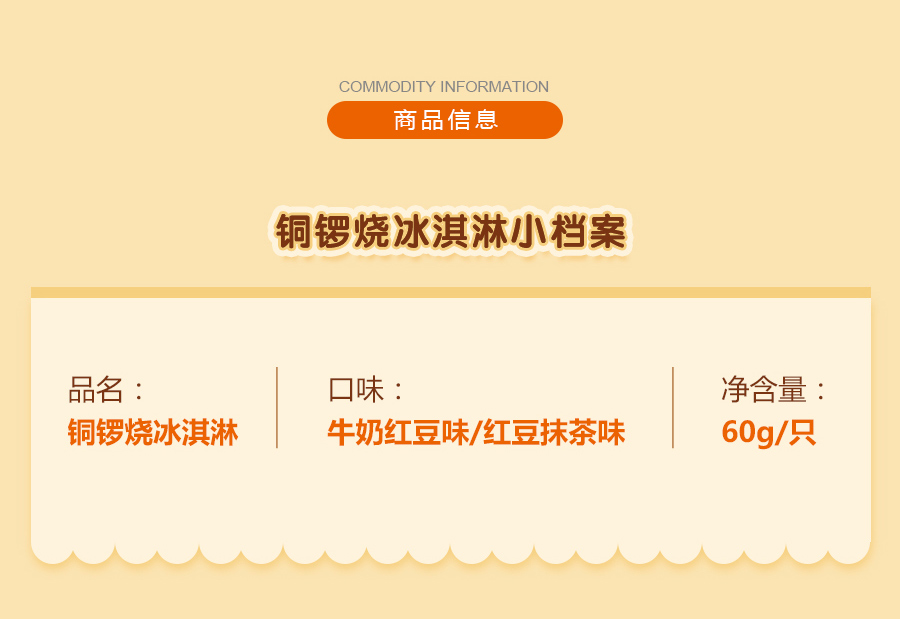 COMMODITY INFORMATION
商品信息
铜锣烧冰淇淋小档案
品名：
铜锣烧冰淇淋
口味：
牛奶红豆味/红豆抹茶味
净含量：
60g/只